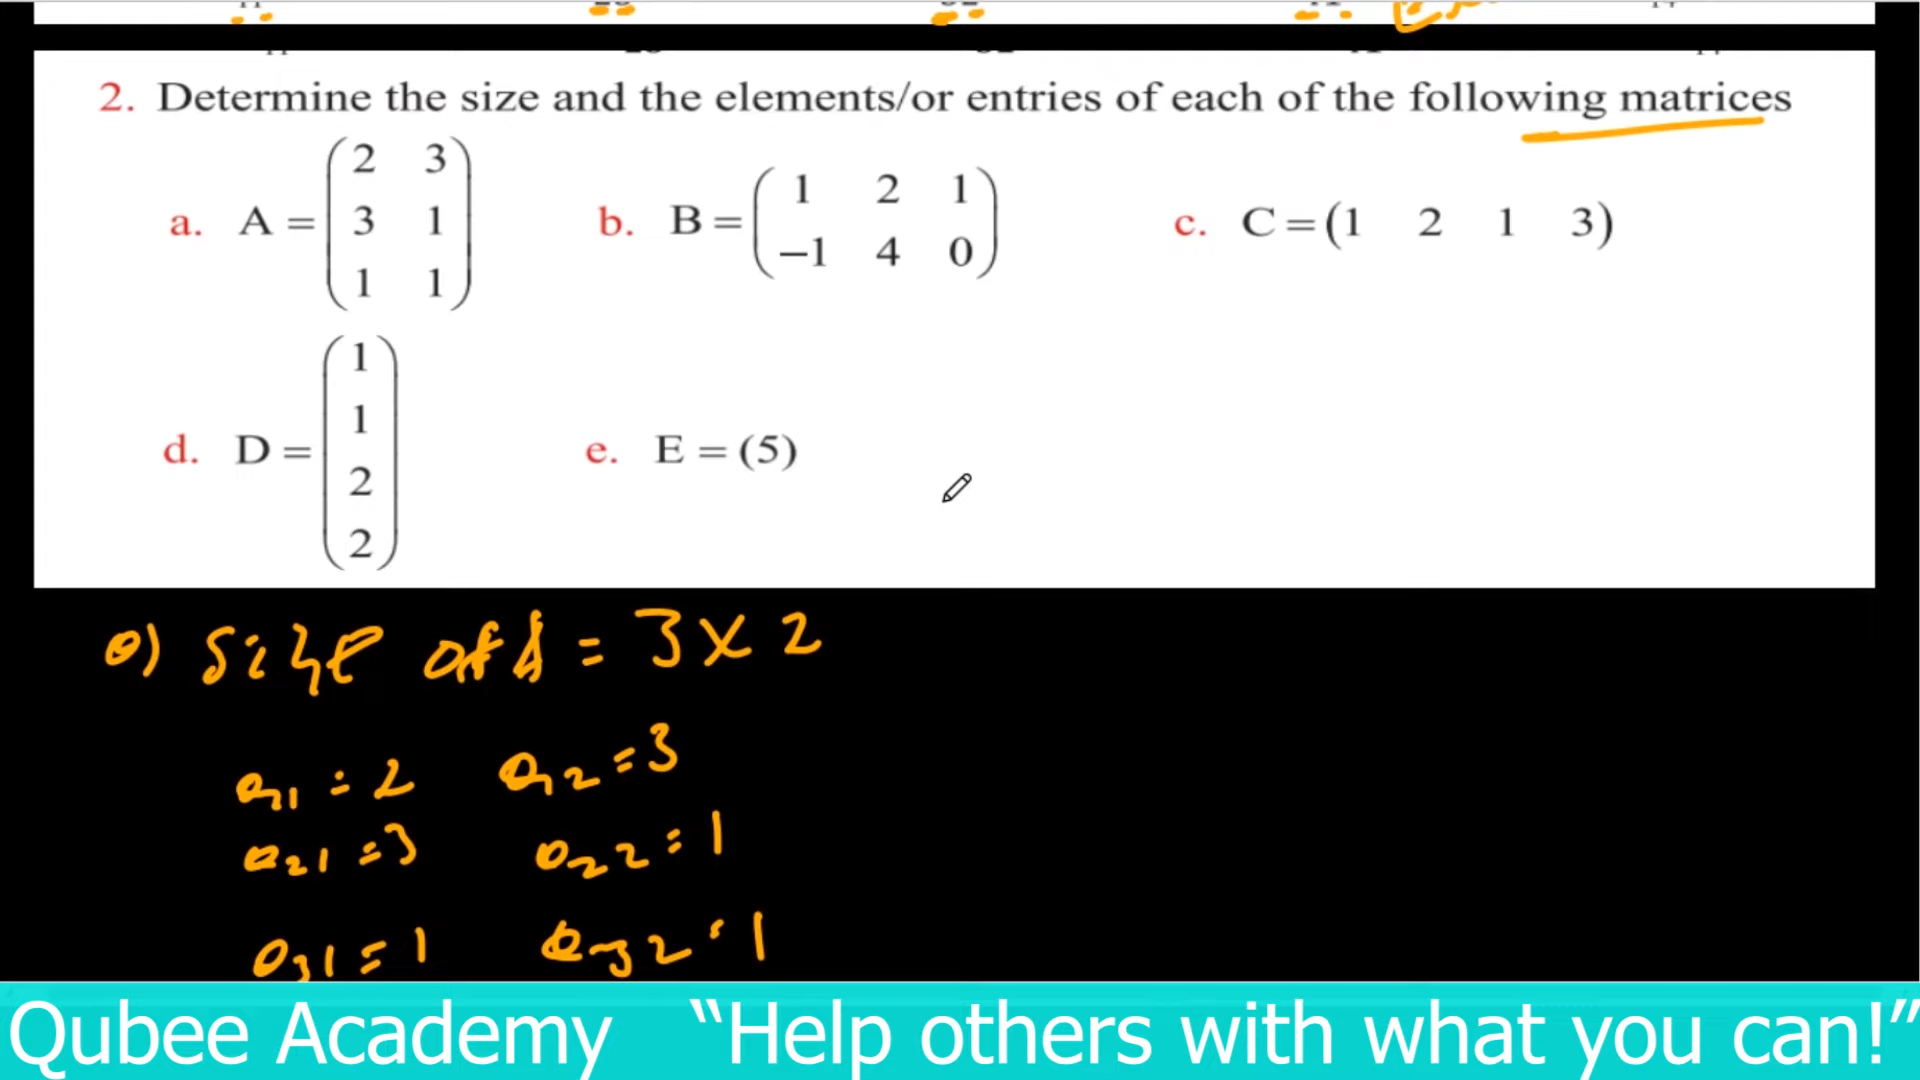 2. Determine the size and the elements/or entries of each of the following matrices
a. A = ( 2 3
3 1
1 1 )
b. B = ( 1 2 1
−1 4 0 )
c. C = (1 2 1 3)
d. D = ( 1
1
2
2 )
e. E = (5)
a) Size of A = 3 × 2
a11 = 2 a12 = 3
a21 = 3 a22 = 1
a31 = 1 a32 = 1
Qubee Academy “Help others with what you can!”